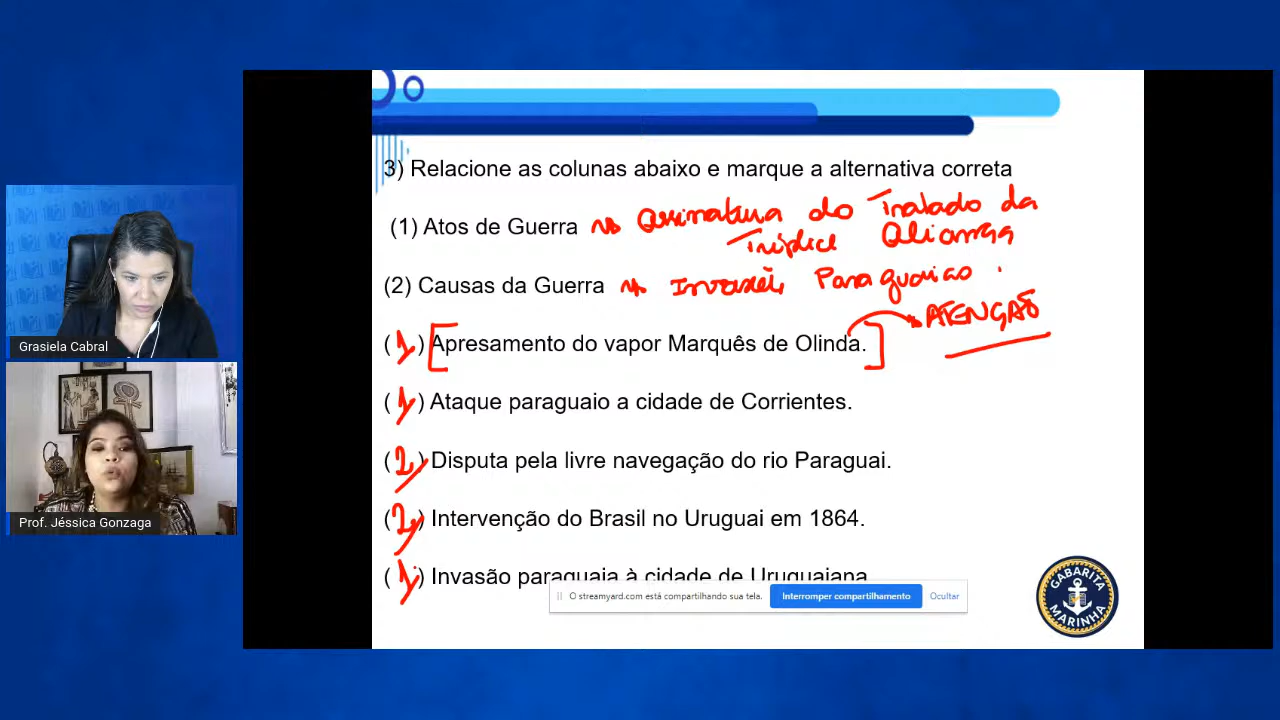 3) Relacione as colunas abaixo e marque a alternativa correta
(1) Atos de Guerra Assinatura do Tratado da
Tríplice Aliança
(2) Causas da Guerra Invasões Paraguaias
(1) Apresamento do vapor Marquês de Olinda. ATENÇÃO
(1) Ataque paraguaio a cidade de Corrientes.
(2) Disputa pela livre navegação do rio Paraguai.
(2) Intervenção do Brasil no Uruguai em 1864.
(1) Invasão paraguaia à cidade de Uruguaiana
O streamyard.com está compartilhando sua tela. Interromper compartilhamento Ocultar
Grasiela Cabral
Prof. Jéssica Gonzaga
GABARITA
MARINHA